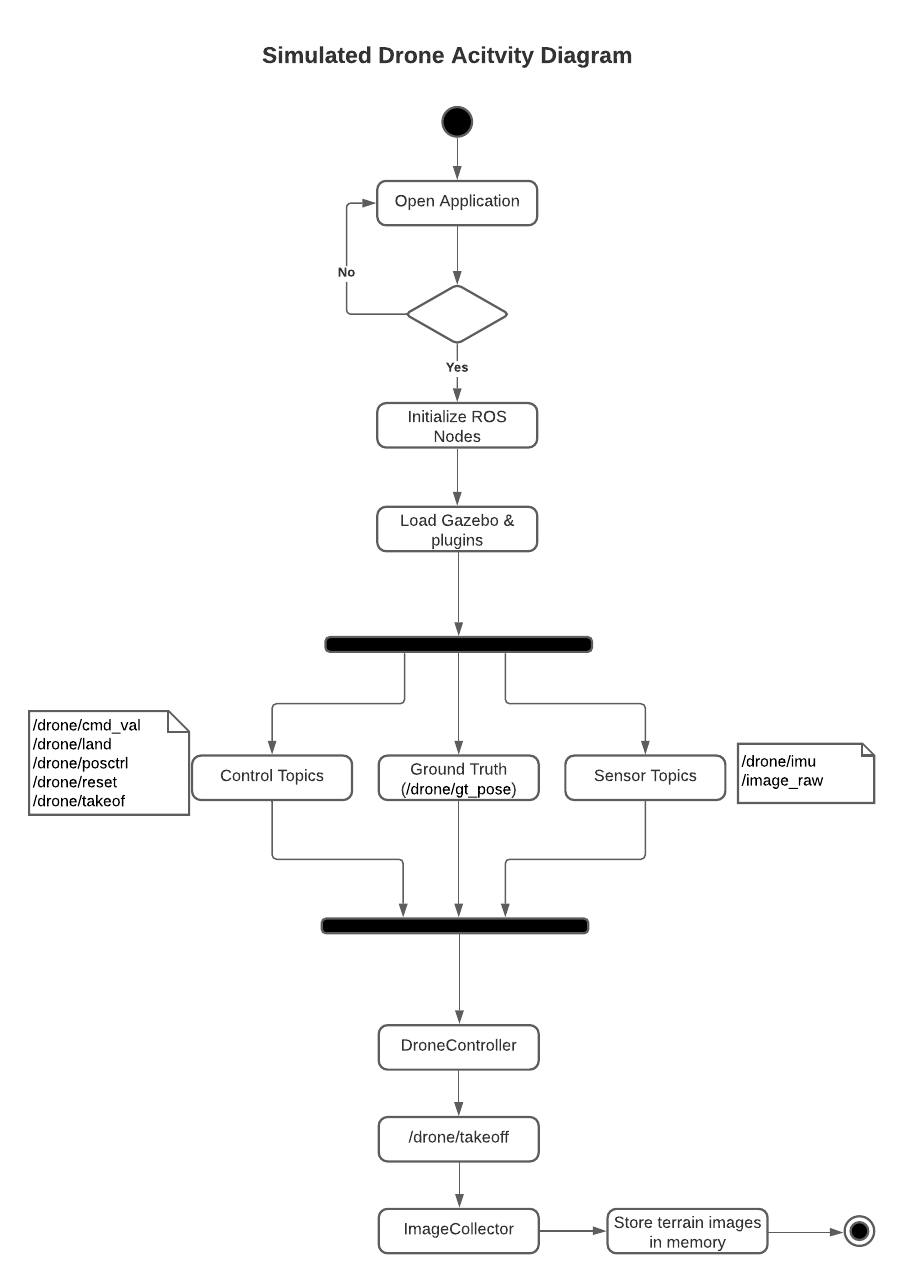 Simulated Drone Acitvity Diagram
Open Application
No
Yes
Initialize ROS
Nodes
Load Gazebo &
plugins
/drone/cmd_val
/drone/land
/drone/posctrl
/drone/reset
/drone/takeof
Control Topics
Ground Truth
(/drone/gt_pose)
Sensor Topics
/drone/imu
/image_raw
DroneController
/drone/takeoff
ImageCollector
Store terrain images
in memory